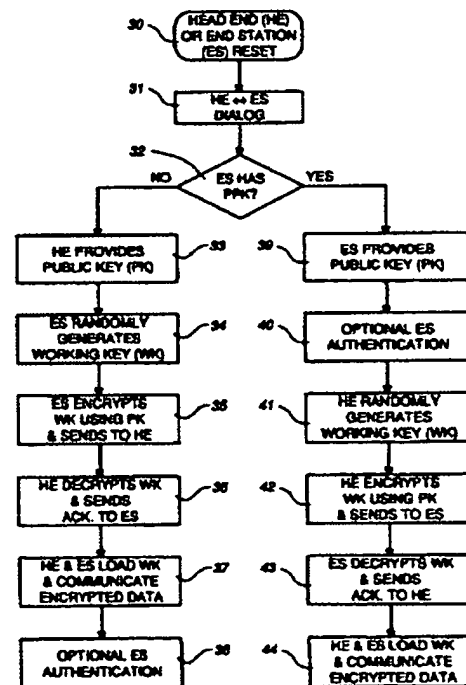 30
HEAD END (HE)
OR END STATION
(ES) RESET
31
HE ↔ ES
DIALOG
32
ES HAS
PPK?
NO
YES
HE PROVIDES
PUBLIC KEY (PK)
33
ES RANDOMLY
GENERATES
WORKING KEY (WK)
34
ES ENCRYPTS
WK USING PK
& SENDS TO HE
35
HE DECRYPTS WK
& SENDS
ACK. TO ES
36
HE & ES LOAD WK
& COMMUNICATE
ENCRYPTED DATA
37
OPTIONAL ES
AUTHENTICATION
38
39
ES PROVIDES
PUBLIC KEY (PK)
40
OPTIONAL ES
AUTHENTICATION
41
HE RANDOMLY
GENERATES
WORKING KEY (WK)
42
HE ENCRYPTS
WK USING PK
& SENDS TO ES
43
ES DECRYPTS WK
& SENDS
ACK. TO HE
44
HE & ES LOAD WK
& COMMUNICATE
ENCRYPTED DATA